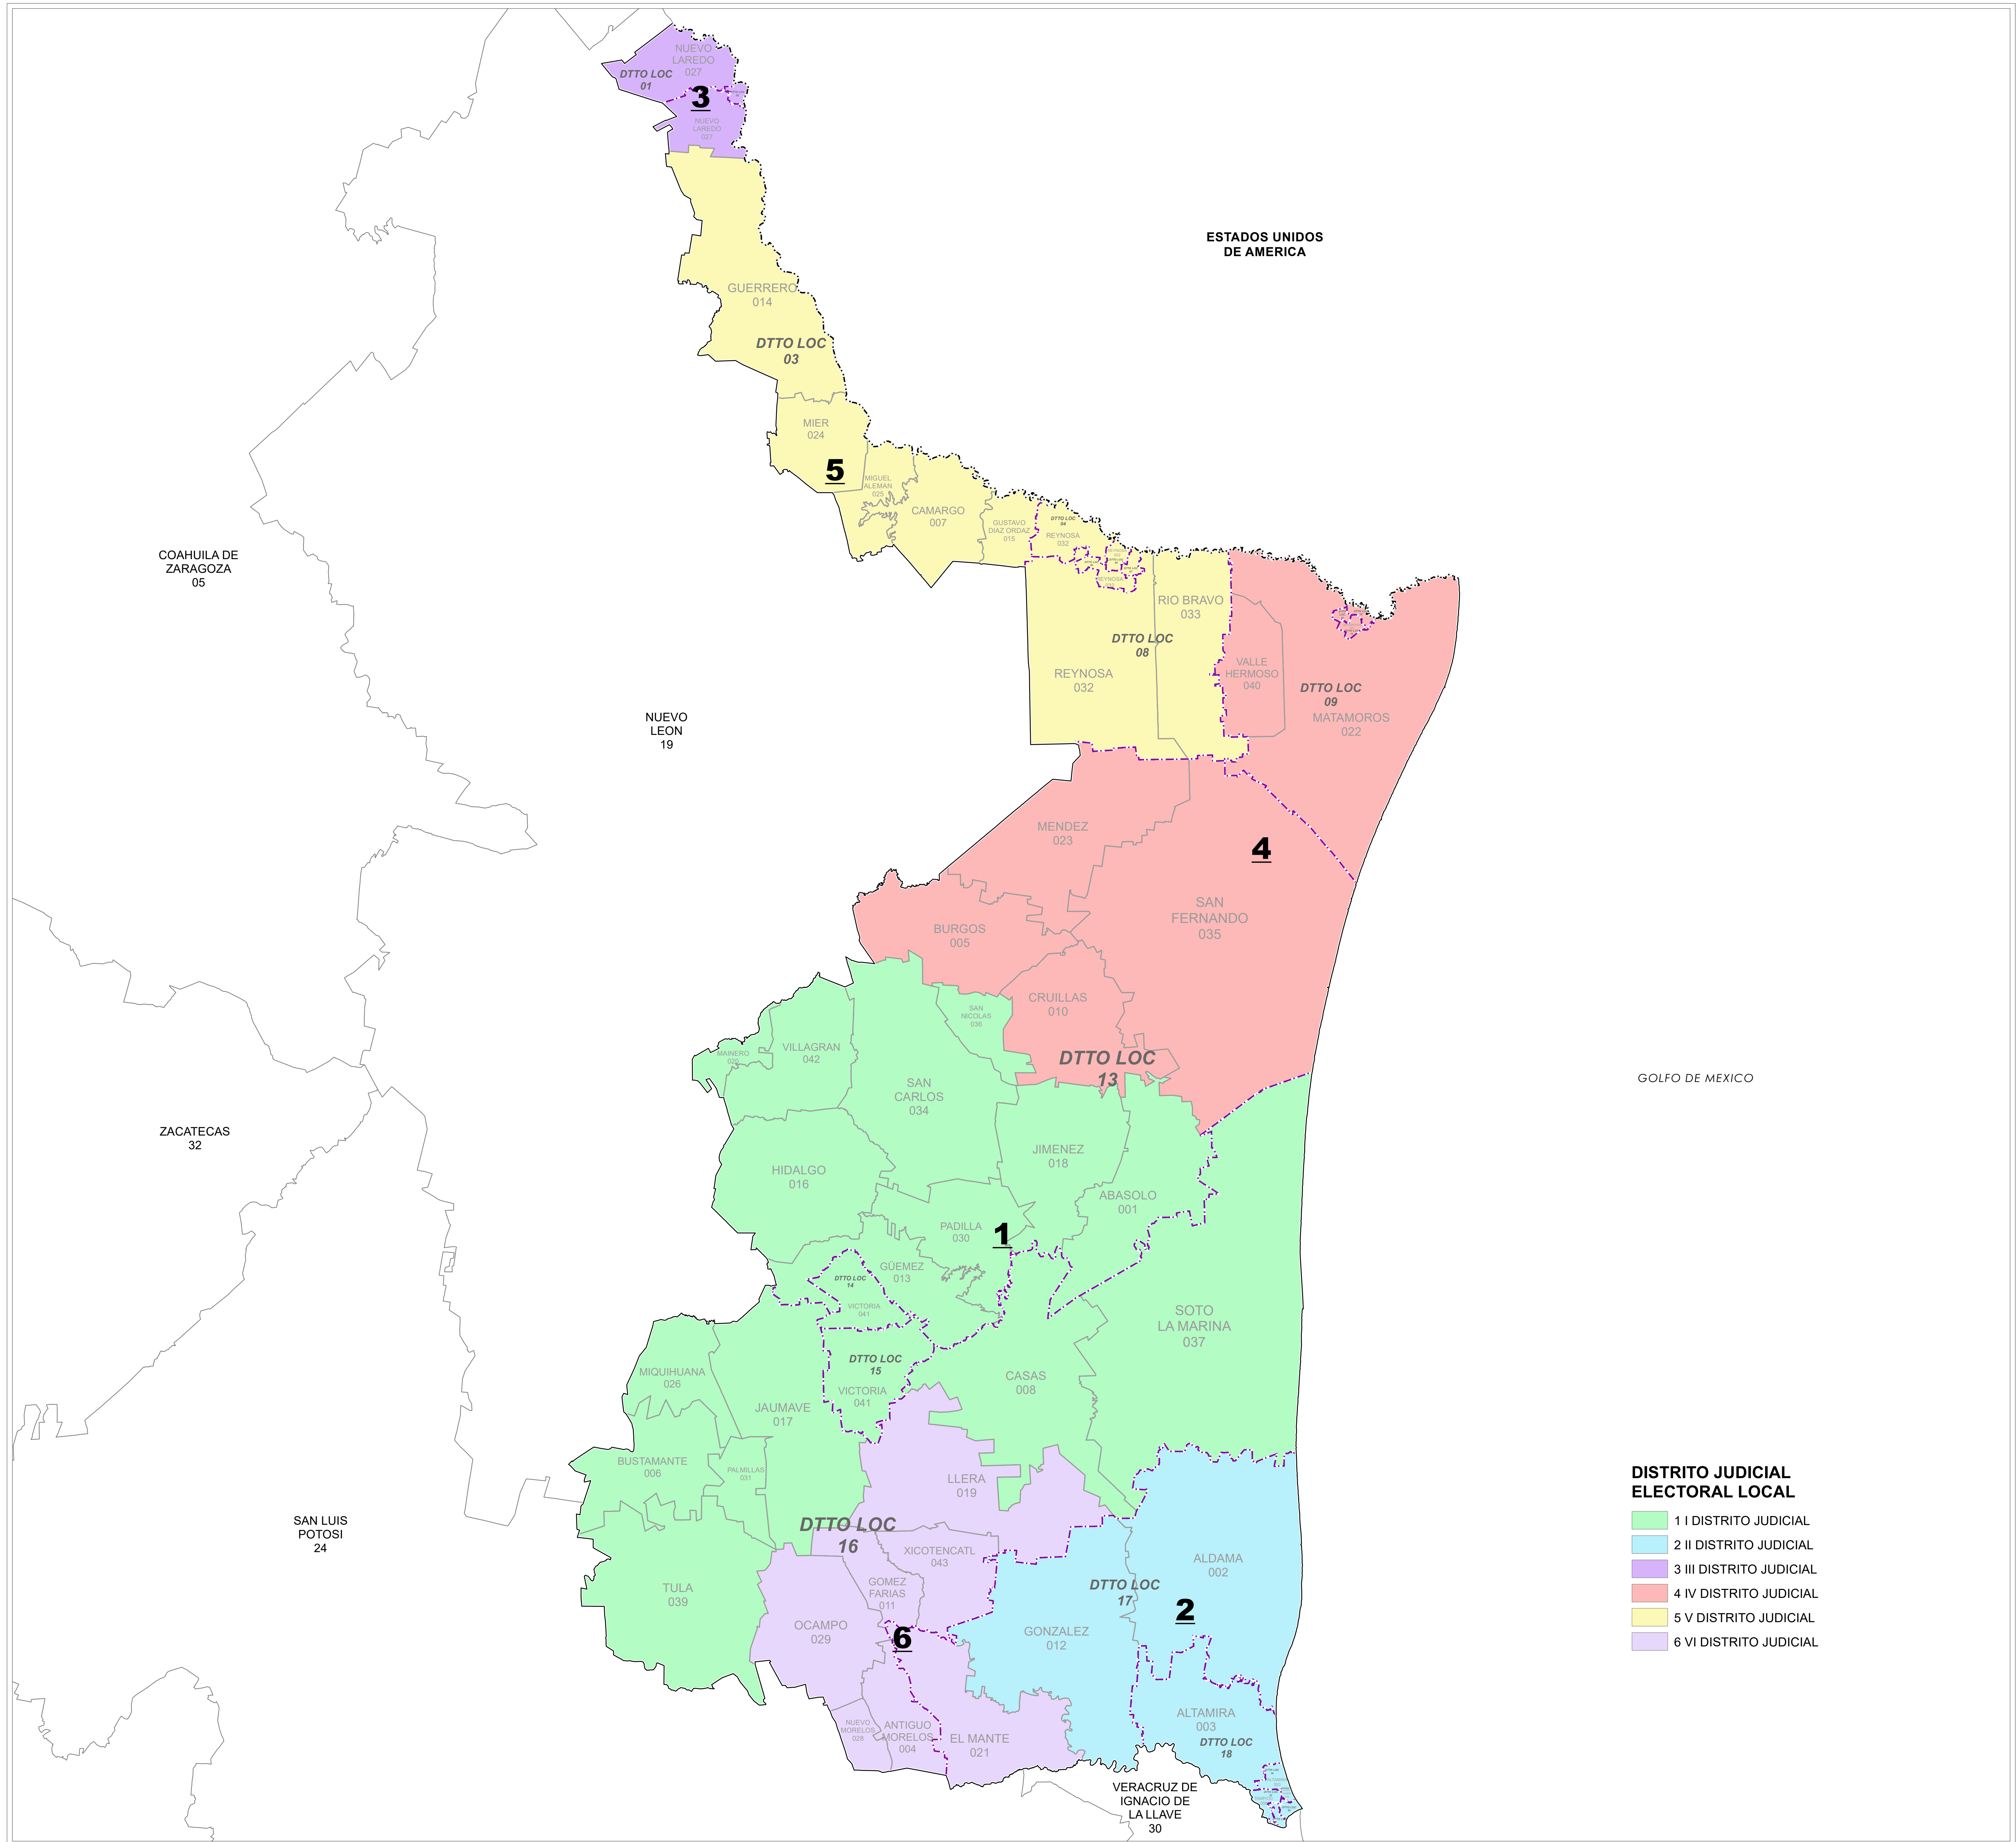 NUEVO
LAREDO
027
DTTO LOC
01
3
NUEVO
LAREDO
027
ESTADOS UNIDOS
DE AMERICA
GUERRERO
014
DTTO LOC
03
MIER
024
5
MIGUEL
ALEMAN
025
CAMARGO
007
GUSTAVO
DIAZ ORDAZ
015
DTTO LOC
04
REYNOSA
032
REYNOSA
COAHUILA DE
ZARAGOZA
05
RIO BRAVO
033
DTTO LOC
08
REYNOSA
032
VALLE
HERMOSO
040
DTTO LOC
09
MATAMOROS
022
NUEVO
LEON
19
MENDEZ
023
4
SAN
FERNANDO
035
BURGOS
005
CRUILLAS
010
SAN
NICOLAS
036
MAINERO
020
VILLAGRAN
042
DTTO LOC
13
SAN
CARLOS
034
GOLFO DE MEXICO
ZACATECAS
32
JIMENEZ
018
HIDALGO
016
ABASOLO
001
PADILLA
030
1
GÜEMEZ
013
DTTO LOC
14
VICTORIA
041
SOTO
LA MARINA
037
DTTO LOC
15
VICTORIA
041
MIQUIHUANA
026
CASAS
008
JAUMAVE
017
BUSTAMANTE
006
PALMILLAS
031
LLERA
019
SAN LUIS
POTOSI
24
DTTO LOC
16
XICOTENCATL
043
ALDAMA
002
TULA
039
GOMEZ
FARIAS
011
DTTO LOC
17
2
OCAMPO
029
6
GONZALEZ
012
NUEVO
MORELOS
028
ANTIGUO
MORELOS
004
EL MANTE
021
ALTAMIRA
003
DTTO LOC
18
VERACRUZ DE
IGNACIO DE
LA LLAVE
30
DISTRITO JUDICIAL
ELECTORAL LOCAL
1 I DISTRITO JUDICIAL
2 II DISTRITO JUDICIAL
3 III DISTRITO JUDICIAL
4 IV DISTRITO JUDICIAL
5 V DISTRITO JUDICIAL
6 VI DISTRITO JUDICIAL